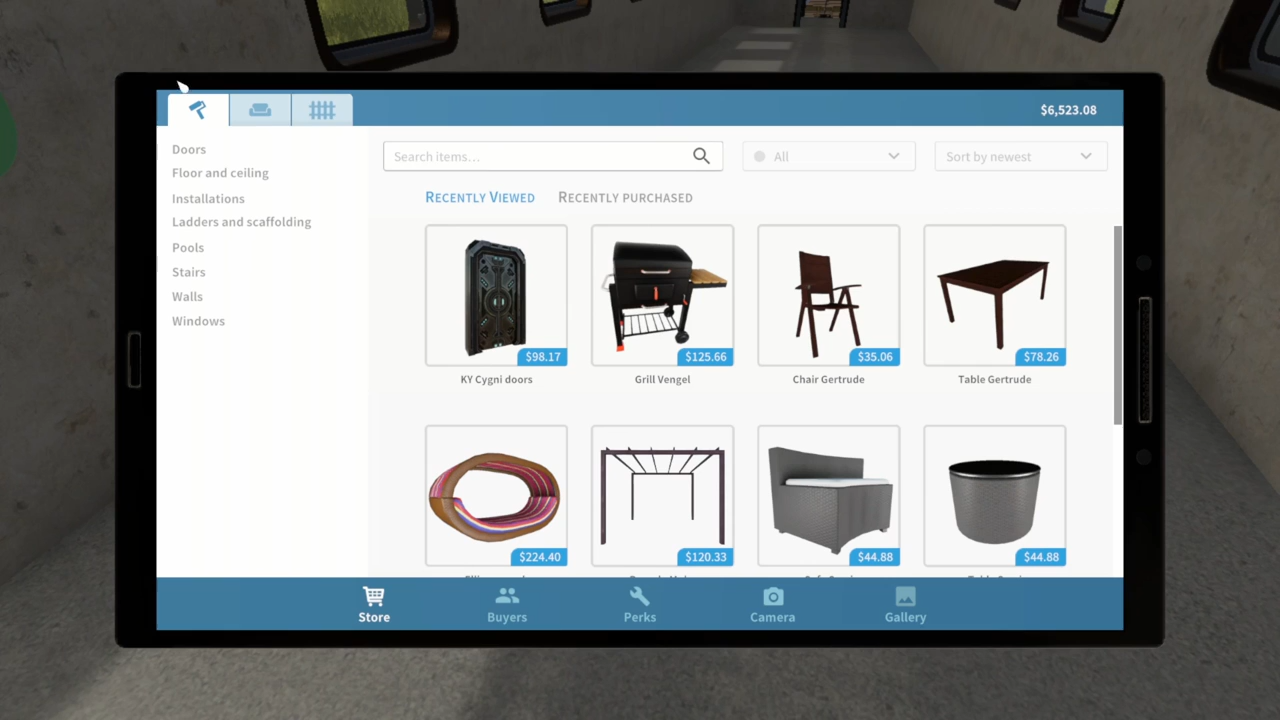 $6,523.08
Doors
Floor and ceiling
Installations
Ladders and scaffolding
Pools
Stairs
Walls
Windows
Search items...
All
Sort by newest
RECENTLY VIEWED
RECENTLY PURCHASED
$98.17
$125.66
$35.06
$78.26
KY Cygni doors
Grill Vengel
Chair Gertrude
Table Gertrude
$224.40
$120.33
$44.88
$44.88
Store
Buyers
Perks
Camera
Gallery